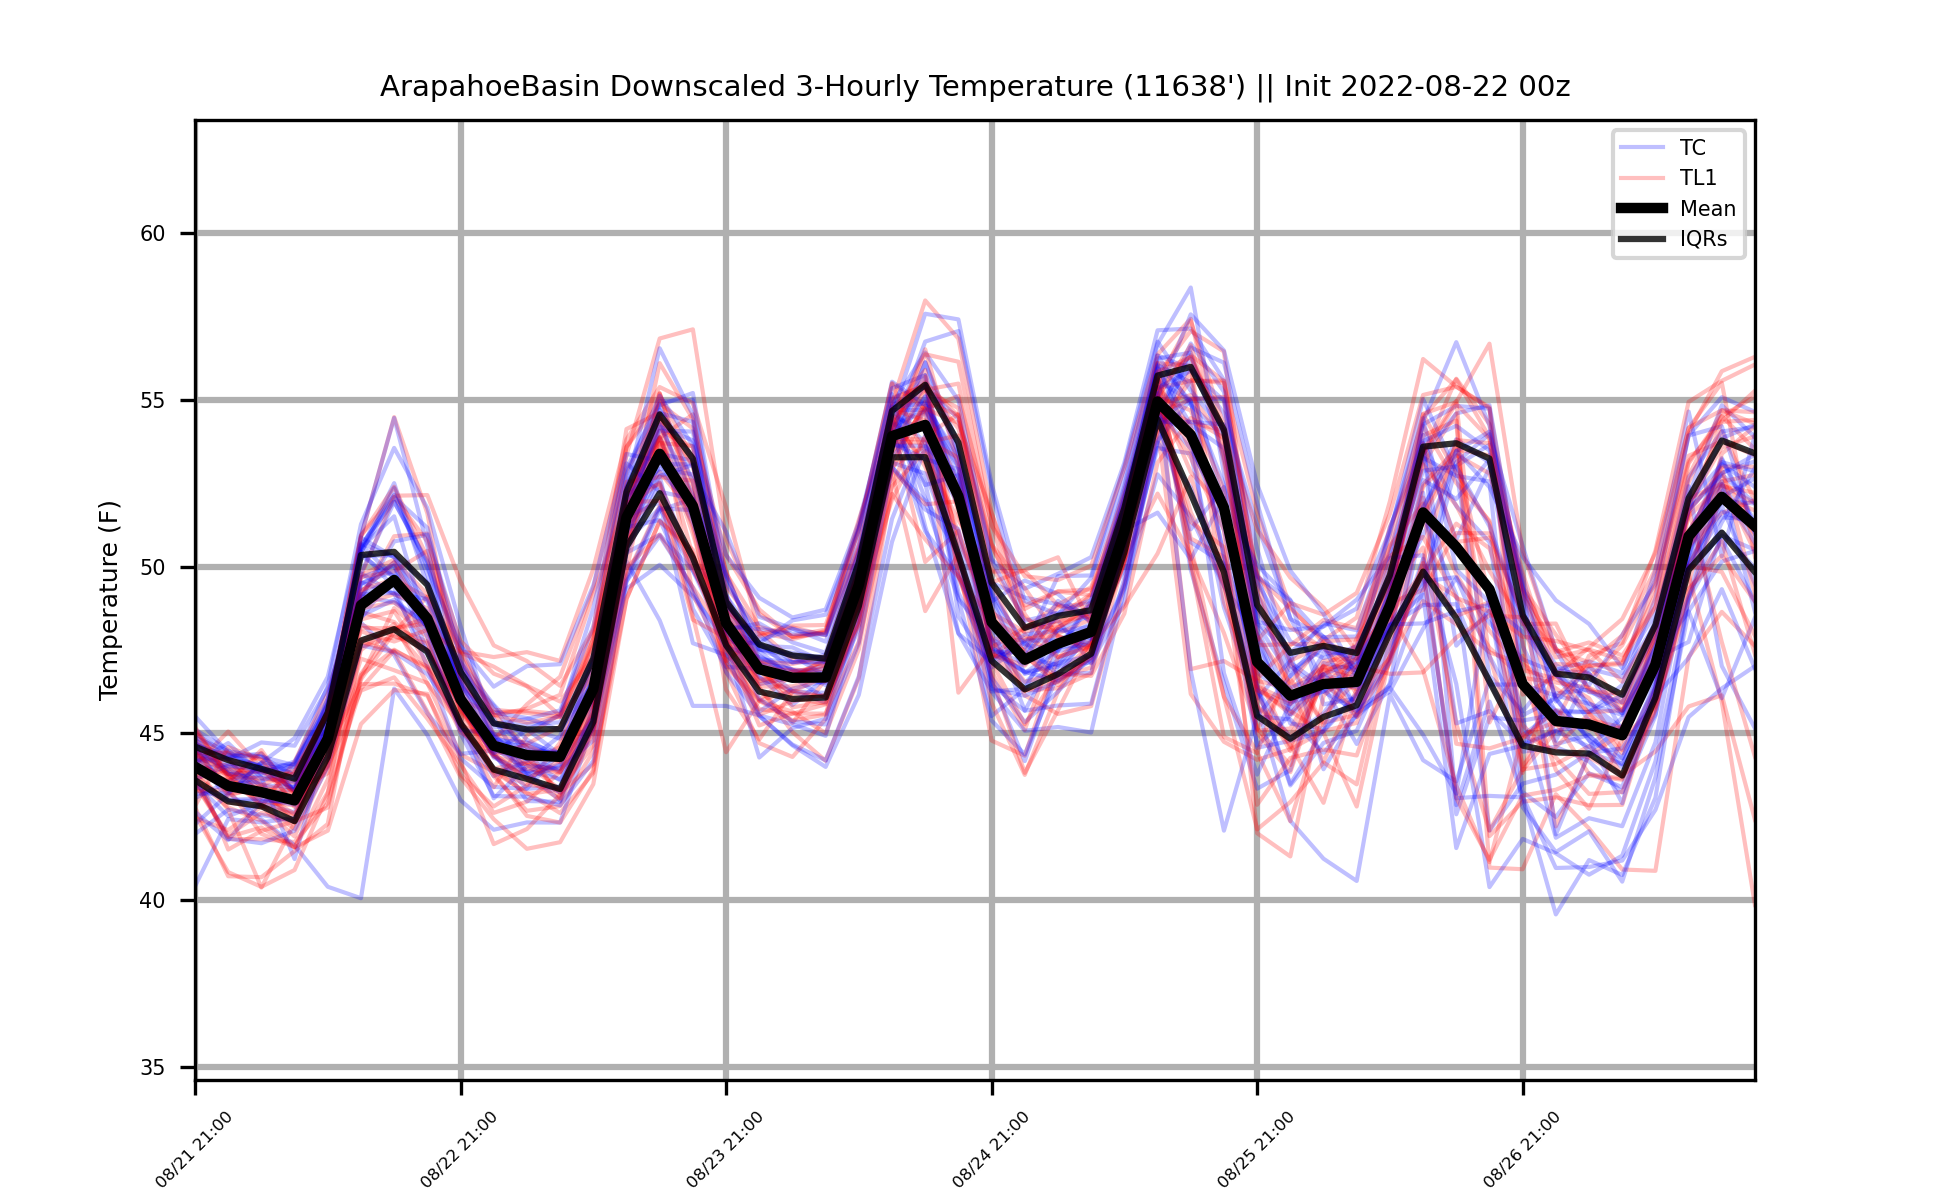 ArapahoeBasin Downscaled 3-Hourly Temperature (11638') || Init 2022-08-22 00z
TC
TL1
Mean
IQRs
Temperature (F)
60
55
50
45
40
35
08/21 21:00
08/22 21:00
08/23 21:00
08/24 21:00
08/25 21:00
08/26 21:00